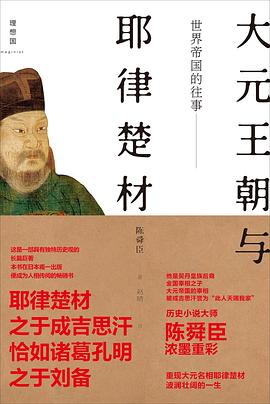 大元王朝与
耶律楚材
世界帝国的往事——
理想国
imaginist
陈舜臣 著
这是一部具有独特历史观的
长篇巨著
本书在日本甫一出版
便成为人相传阅的畅销书
耶律楚材
之于成吉思汗
恰如诸葛孔明
之于刘备
他是契丹皇族后裔
金国宰相之子
大元帝国的宰相
被成吉思汗誉为“此人天赐我家”
历史小说大师
陈舜臣
浓墨重彩
重现大元名相耶律楚材
波澜壮阔的一生